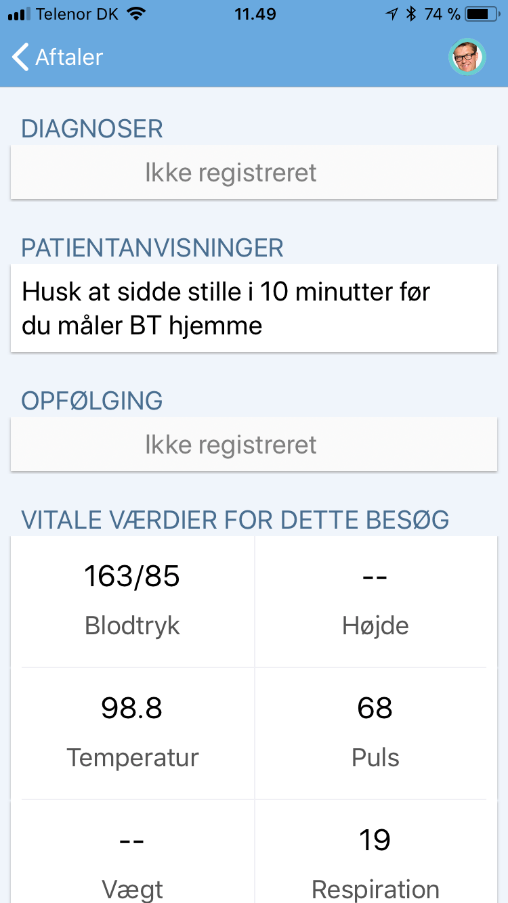 Telenor DK 11.49 74 %
Aftaler
DIAGNOSER
Ikke registreret
PATIENTANVISNINGER
Husk at sidde stille i 10 minutter før
du måler BT hjemme
OPFØLGING
Ikke registreret
VITALE VÆRDIER FOR DETTE BESØG
163/85 --
Blodtryk Højde
98.8 68
Temperatur Puls
-- 19
Vægt Respiration